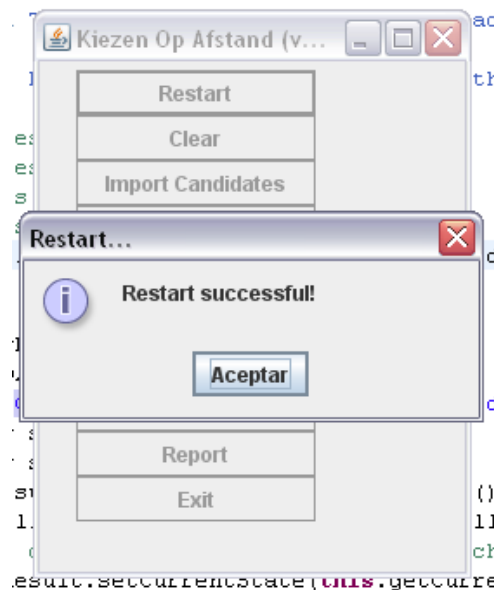 Kiezen Op Afstand (v...
Restart
Clear
Import Candidates
Restart...
Restart successful!
Aceptar
Report
Exit
esult.setCurrentState(this.getCurre